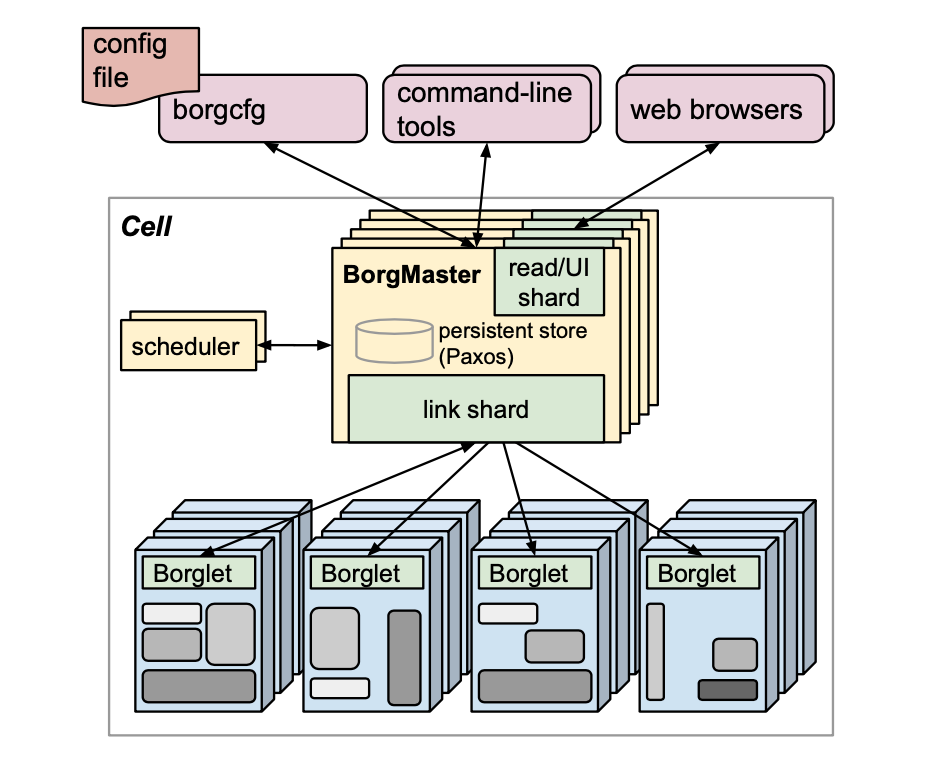 config
file
borgcfg
command-line
tools
web browsers
Cell
BorgMaster
read/UI
shard
scheduler
persistent store
(Paxos)
link shard
Borglet
Borglet
Borglet
Borglet